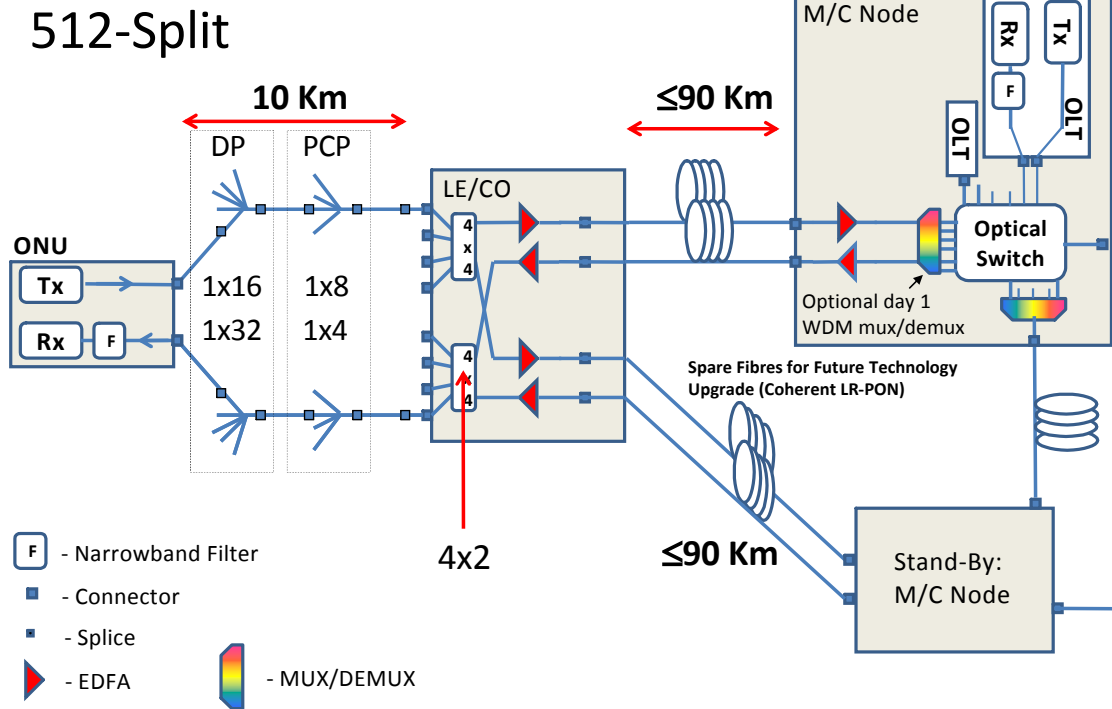 512-Split
10 Km
≤90 Km
M/C Node
Rx
Tx
F
OLT
OLT
DP
PCP
LE/CO
4
x
4
Optical
Switch
ONU
Tx
1x16
1x8
Rx
F
1x32
1x4
Optional day 1
WDM mux/demux
4
x
4
Spare Fibres for Future Technology
Upgrade (Coherent LR-PON)
4x2
≤90 Km
Stand-By:
M/C Node
F
- Narrowband Filter
- Connector
- Splice
- EDFA
- MUX/DEMUX